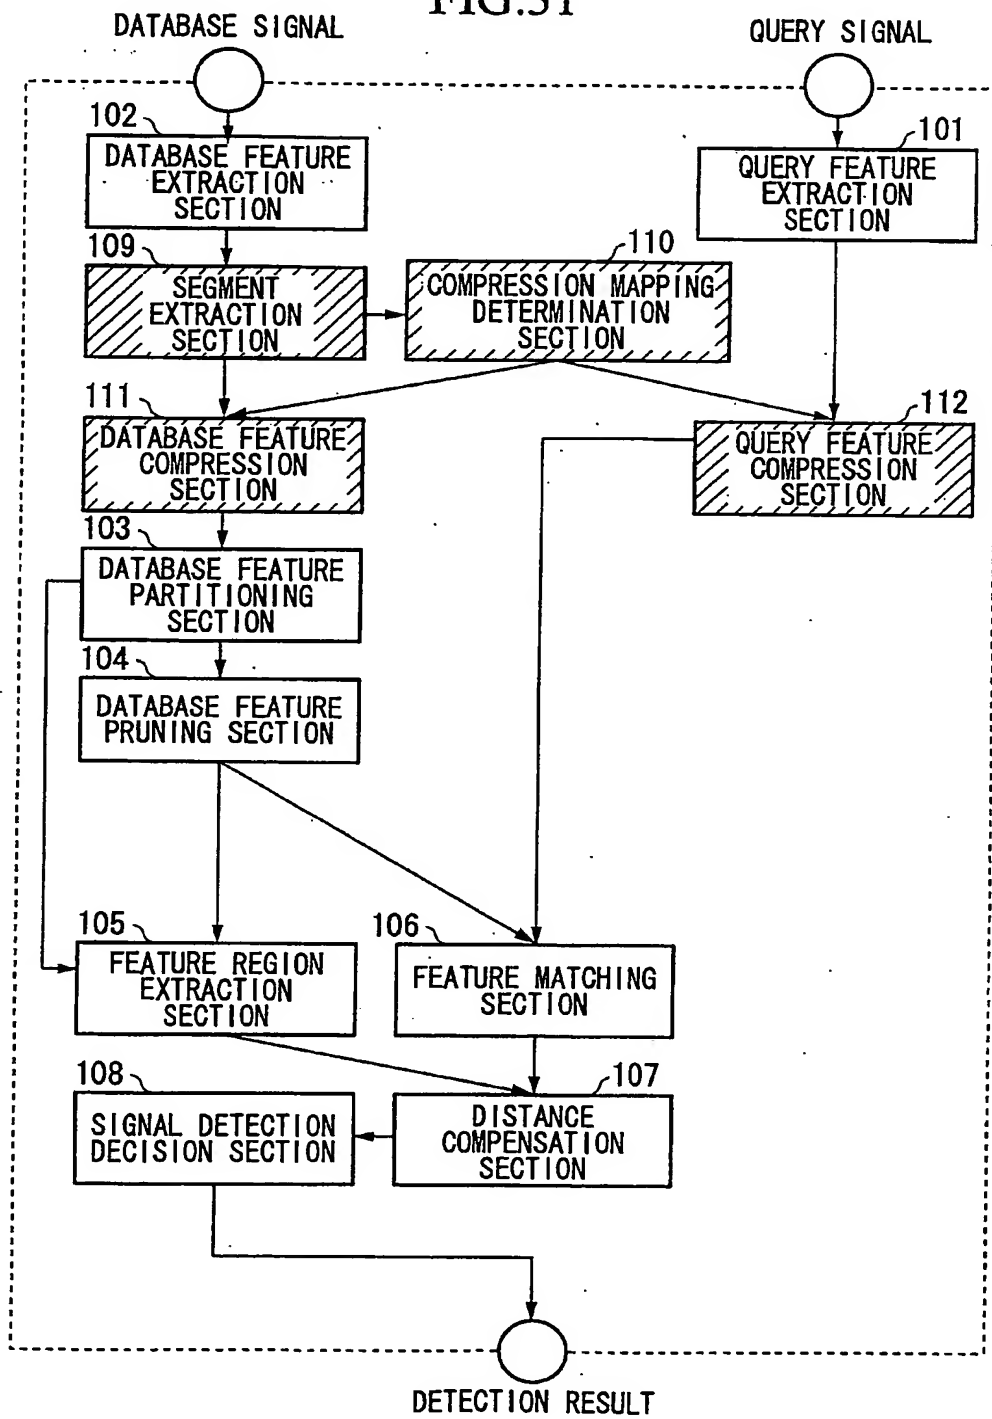 FIG.31
DATABASE SIGNAL
QUERY SIGNAL
102
DATABASE FEATURE
EXTRACTION
SECTION
101
QUERY FEATURE
EXTRACTION
SECTION
109
SEGMENT
EXTRACTION
SECTION
110
COMPRESSION MAPPING
DETERMINATION
SECTION
111
DATABASE FEATURE
COMPRESSION
SECTION
112
QUERY FEATURE
COMPRESSION
SECTION
103
DATABASE FEATURE
PARTITIONING
SECTION
104
DATABASE FEATURE
PRUNING SECTION
105
FEATURE REGION
EXTRACTION
SECTION
106
FEATURE MATCHING
SECTION
108
SIGNAL DETECTION
DECISION SECTION
107
DISTANCE
COMPENSATION
SECTION
DETECTION RESULT